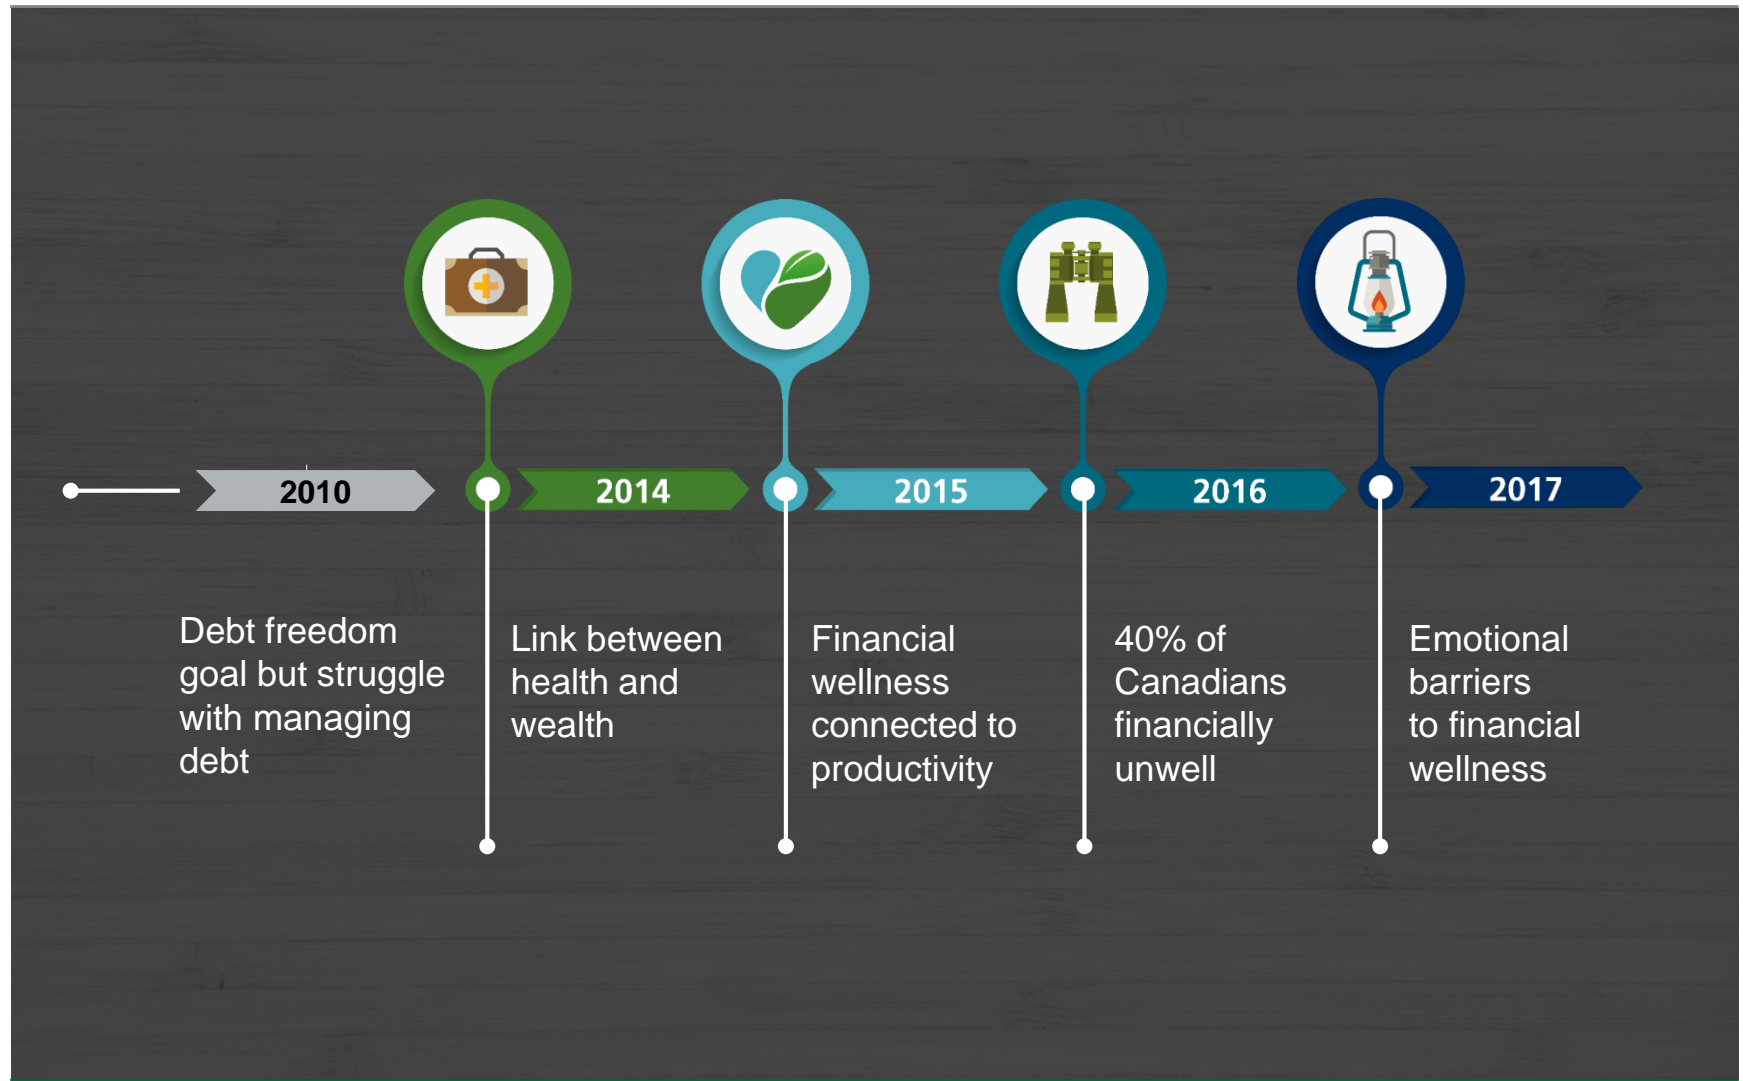 2010
2014
2015
2016
2017
Debt freedom
goal but struggle
with managing
debt
Link between
health and
wealth
Financial
wellness
connected to
productivity
40% of
Canadians
financially
unwell
Emotional
barriers
to financial
wellness